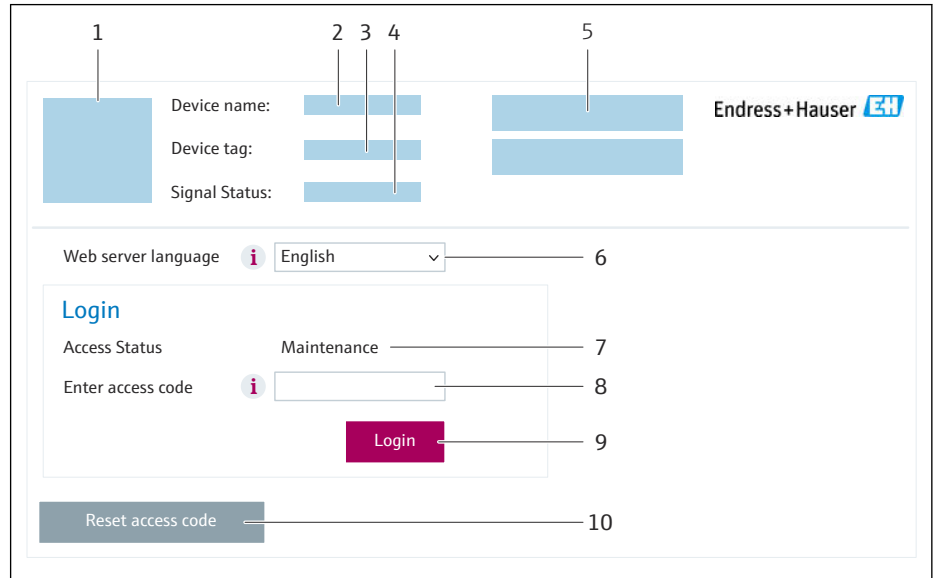 1 2 3 4 5
Device name:
Endress+Hauser EH
Device tag:
Signal Status:
Web server language i English 6
Login
Access Status Maintenance 7
Enter access code i 8
Login 9
Reset access code 10